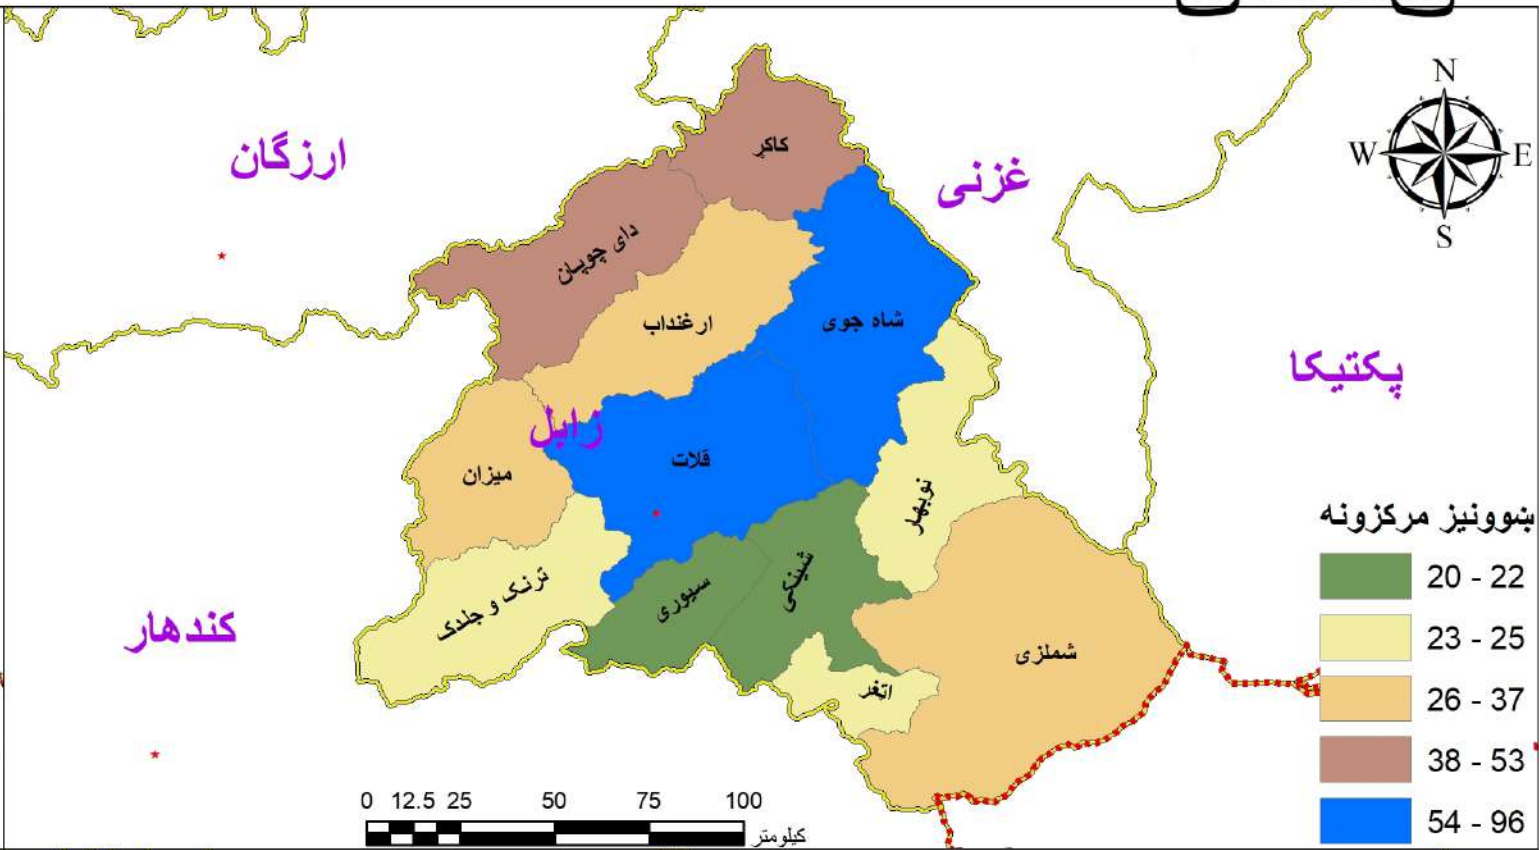 N
W
E
S
ارزگان
کاکړ
غزنی
دای چوپان
ارغنداب
شاه جوی
پکتیکا
زابل
قلات
میزان
نوبهار
ښوونیز مرکزونه
20 - 22
23 - 25
26 - 37
38 - 53
54 - 96
ترنک و جلدک
سیوری
شینکی
کندهار
شملزی
اتغر
0 12.5 25 50 75 100
کیلومتر